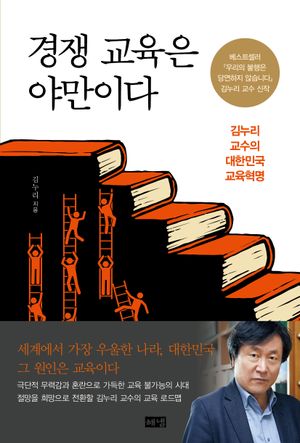 경쟁 교육은
야만이다
베스트셀러
『우리의 불행은
당연하지 않습니다』
김누리 교수 신작
김누리
교수의
대한민국
교육혁명
김누리 지음
세계에서 가장 우울한 나라, 대한민국
그 원인은 교육이다
극단적 무력감과 혼란으로 가득한 교육 불가능의 시대
절망을 희망으로 전환할 김누리 교수의 교육 로드맵
해냄